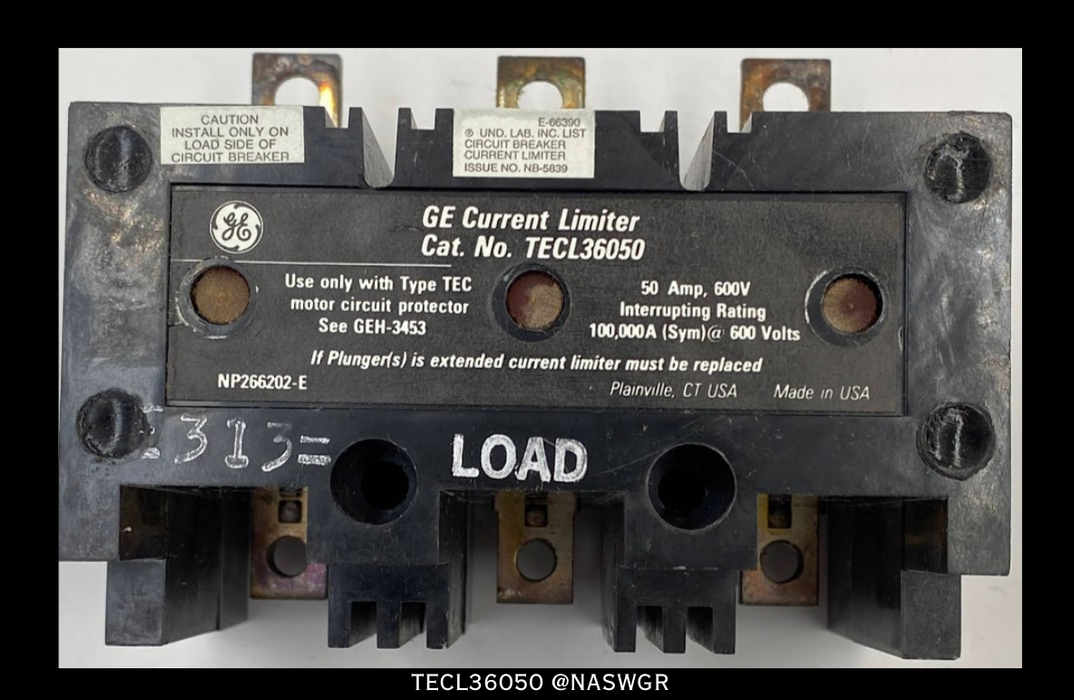 CAUTION
INSTALL ONLY ON
LOAD SIDE OF
CIRCUIT BREAKER
E-66390
® UND. LAB. INC. LIST
CIRCUIT BREAKER
CURRENT LIMITER
ISSUE NO. NB-5839
GE
GE Current Limiter
Cat. No. TECL36050
Use only with Type TEC
motor circuit protector
See GEH-3453
50 Amp, 600V
Interrupting Rating
100,000A (Sym)@ 600 Volts
If Plunger(s) is extended current limiter must be replaced
NP266202-E
Plainville, CT USA Made in USA
313=
LOAD
TECL36050 @NASWGR